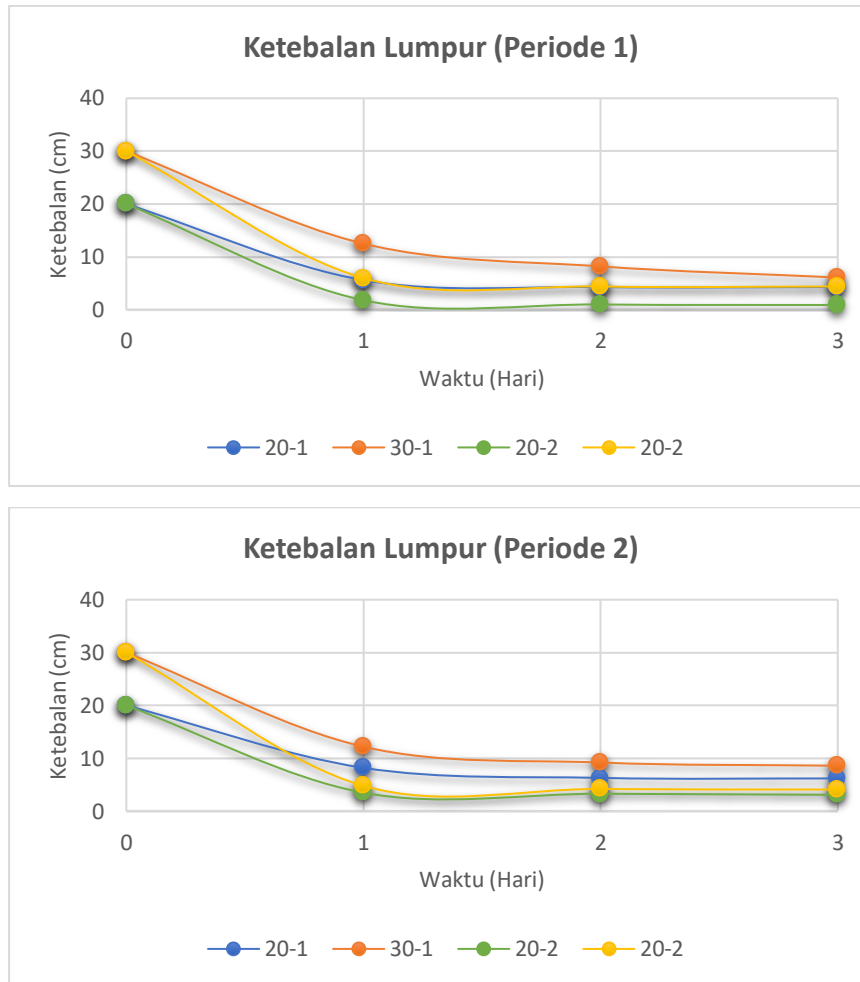 Ketebalan Lumpur (Periode 1)
Ketebalan (cm)
40
30
20
10
0
0 1 2 3
Waktu (Hari)
20-1 30-1 20-2 20-2
Ketebalan Lumpur (Periode 2)
Ketebalan (cm)
40
30
20
10
0
0 1 2 3
Waktu (Hari)
20-1 30-1 20-2 20-2